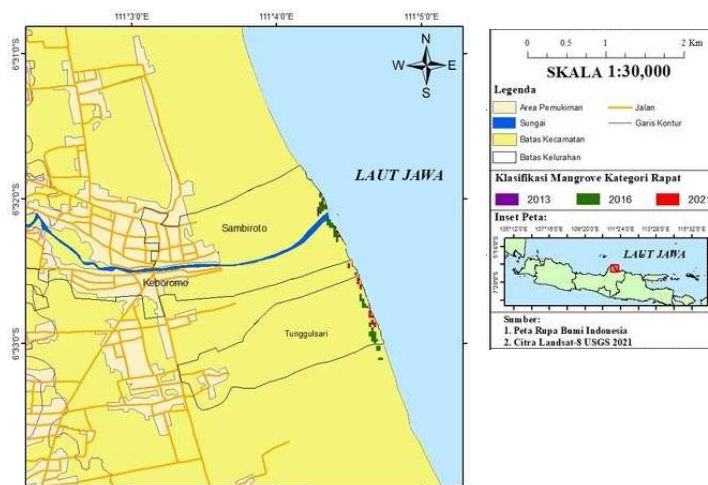 111°3'0"E 111°4'0"E 111°5'0"E
6°31'0"S
6°32'0"S
6°33'0"S
N
W E
S
LAUT JAWA
Sambiroto
Keboromo
Tunggulsari
0 0.5 1 2 Km
SKALA 1:30,000
Legenda
Area Pemukiman Jalan
Sungai Garis Kontur
Batas Kecamatan
Batas Kelurahan
Klasifikasi Mangrove Kategori Rapat
2013 2016 2021
Inset Peta:
LAUT JAWA
Sumber:
1. Peta Rupa Bumi Indonesia
2. Citra Landsat-8 USGS 2021